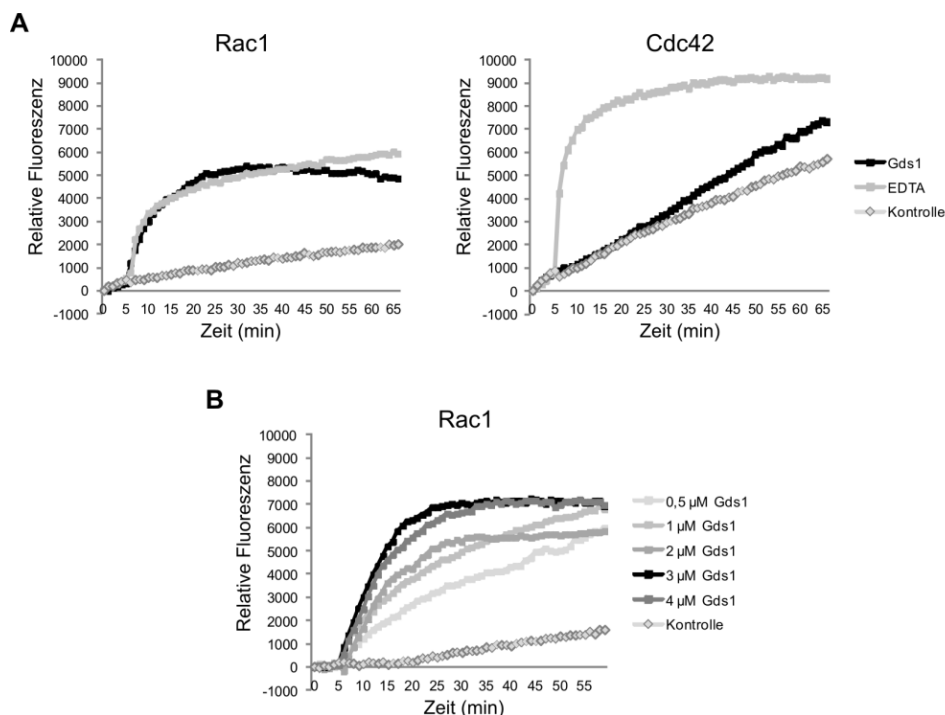 A
Rac1
Cdc42
Relative Fluoreszenz
10000
9000
8000
7000
6000
5000
4000
3000
2000
1000
0
-1000
0 5 10 15 20 25 30 35 40 45 50 55 60 65
Zeit (min)
Relative Fluoreszenz
10000
9000
8000
7000
6000
5000
4000
3000
2000
1000
0
-1000
0 5 10 15 20 25 30 35 40 45 50 55 60 65
Zeit (min)
Gds1
EDTA
Kontrolle
B
Rac1
Relative Fluoreszenz
10000
9000
8000
7000
6000
5000
4000
3000
2000
1000
0
-1000
0 5 10 15 20 25 30 35 40 45 50 55
Zeit (min)
0,5 µM Gds1
1 µM Gds1
2 µM Gds1
3 µM Gds1
4 µM Gds1
Kontrolle